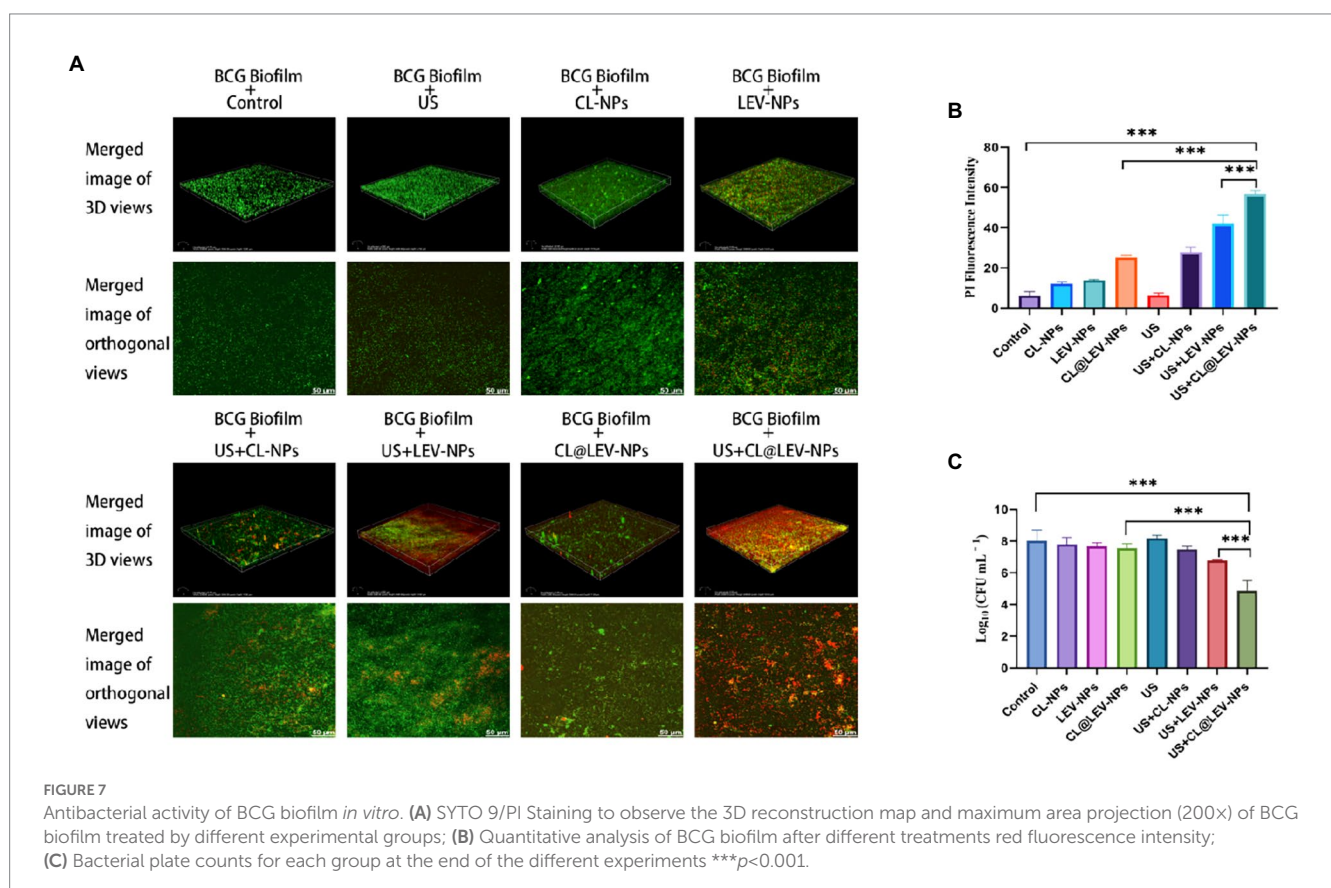 A
BCG Biofilm
+
Control
BCG Biofilm
+
US
BCG Biofilm
+
CL-NPs
BCG Biofilm
+
LEV-NPs
Merged
image of
3D views
Merged
image of
orthogonal
views
50 μm
50 μm
50 μm
50 μm
BCG Biofilm
+
US+CL-NPs
BCG Biofilm
+
US+LEV-NPs
BCG Biofilm
+
CL@LEV-NPs
BCG Biofilm
+
US+CL@LEV-NPs
Merged
image of
3D views
Merged
image of
orthogonal
views
50 μm
50 μm
50 μm
50 μm
B
***
***
***
PI Fluorescence Intensity
80
60
40
20
0
Control
CL-NPs
LEV-NPs
CL@LEV-NPs
US
US+CL-NPs
US+LEV-NPs
US+CL@LEV-NPs
C
***
***
***
Log₁₀ (CFU mL⁻¹)
10
8
6
4
2
0
Control
CL-NPs
LEV-NPs
CL@LEV-NPs
US
US+CL-NPs
US+LEV-NPs
US+CL@LEV-NPs
FIGURE 7
Antibacterial activity of BCG biofilm in vitro. (A) SYTO 9/PI Staining to observe the 3D reconstruction map and maximum area projection (200×) of BCG
biofilm treated by different experimental groups; (B) Quantitative analysis of BCG biofilm after different treatments red fluorescence intensity;
(C) Bacterial plate counts for each group at the end of the different experiments ***p<0.001.